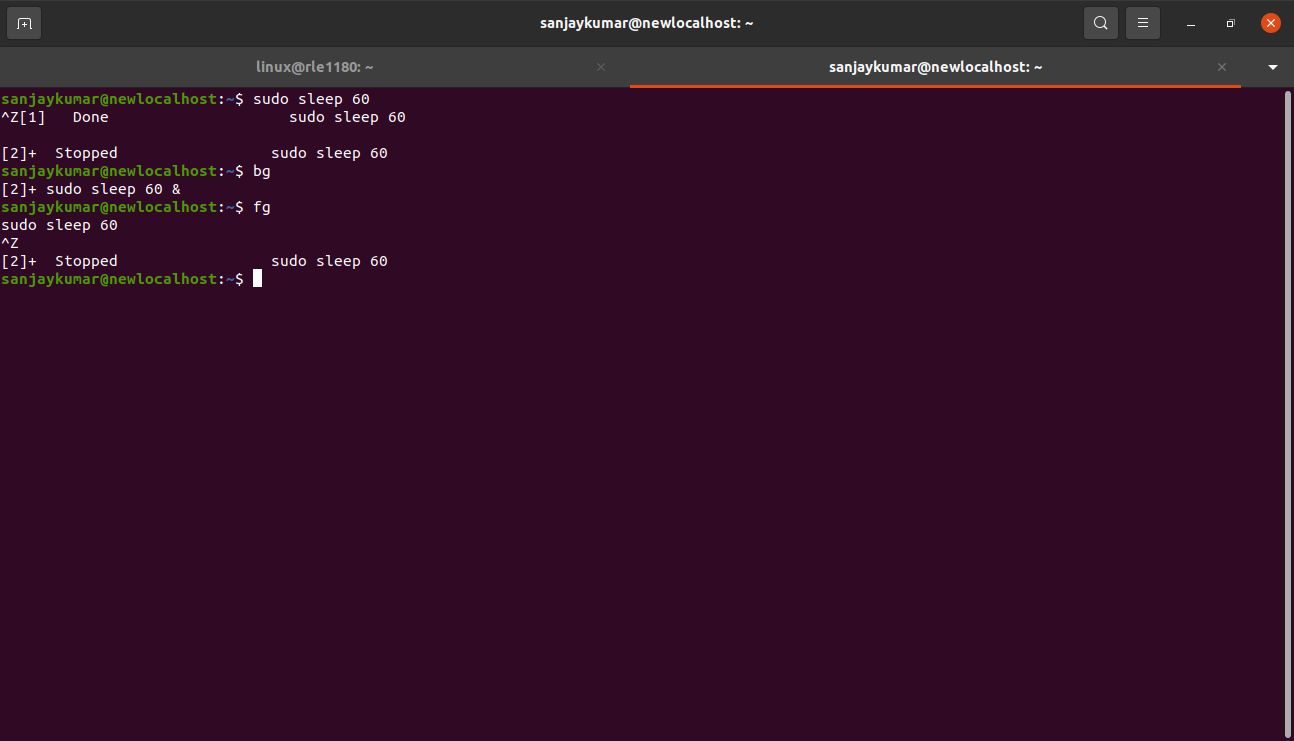 sanjaykumar@newlocalhost: ~
linux@rle1180: ~
sanjaykumar@newlocalhost: ~
sanjaykumar@newlocalhost:~$ sudo sleep 60
^Z[1]   Done                    sudo sleep 60
[2]+  Stopped                 sudo sleep 60
sanjaykumar@newlocalhost:~$ bg
[2]+ sudo sleep 60 &
sanjaykumar@newlocalhost:~$ fg
sudo sleep 60
^Z
[2]+  Stopped                 sudo sleep 60
sanjaykumar@newlocalhost:~$